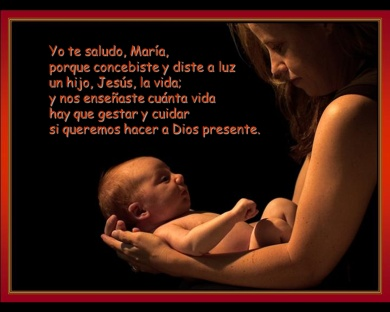 Yo te saludo, María,
porque concebiste y diste a luz
un hijo, Jesús, la vida;
y nos enseñaste cuánta vida
hay que gestar y cuidar
si queremos hacer a Dios presente.